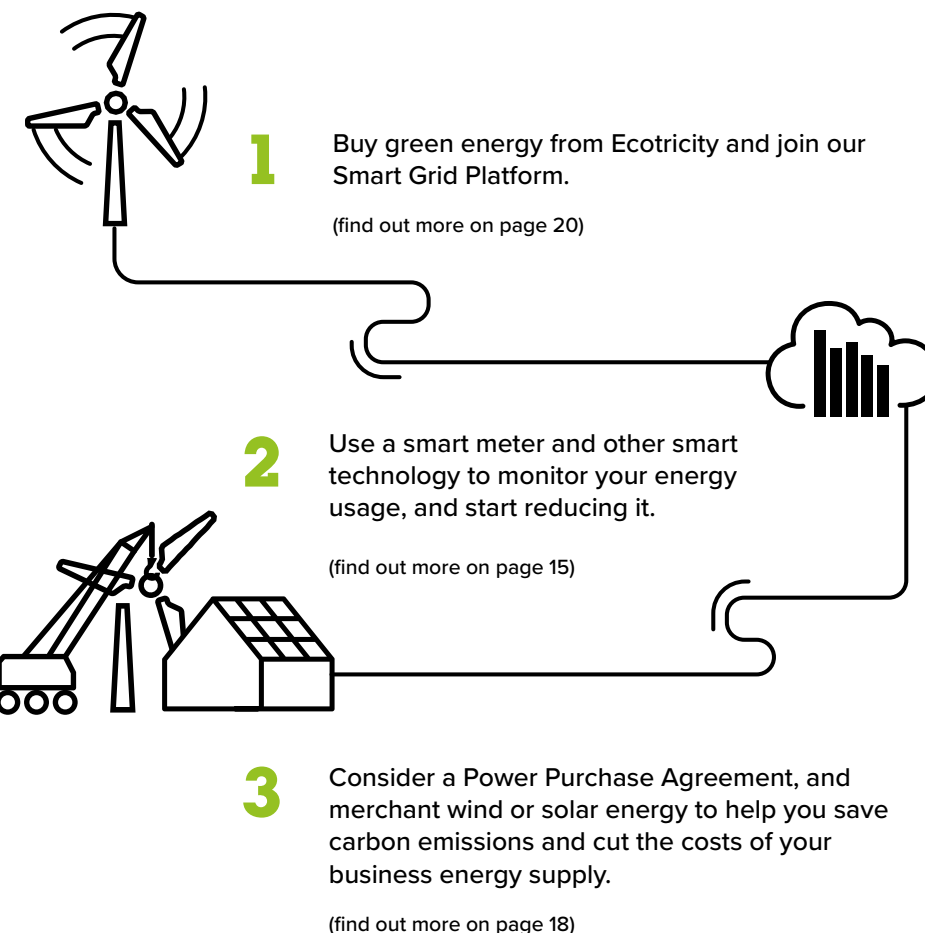 1
Buy green energy from Ecotricity and join our
Smart Grid Platform.
(find out more on page 20)
2
Use a smart meter and other smart
technology to monitor your energy
usage, and start reducing it.
(find out more on page 15)
3
Consider a Power Purchase Agreement, and
merchant wind or solar energy to help you save
carbon emissions and cut the costs of your
business energy supply.
(find out more on page 18)